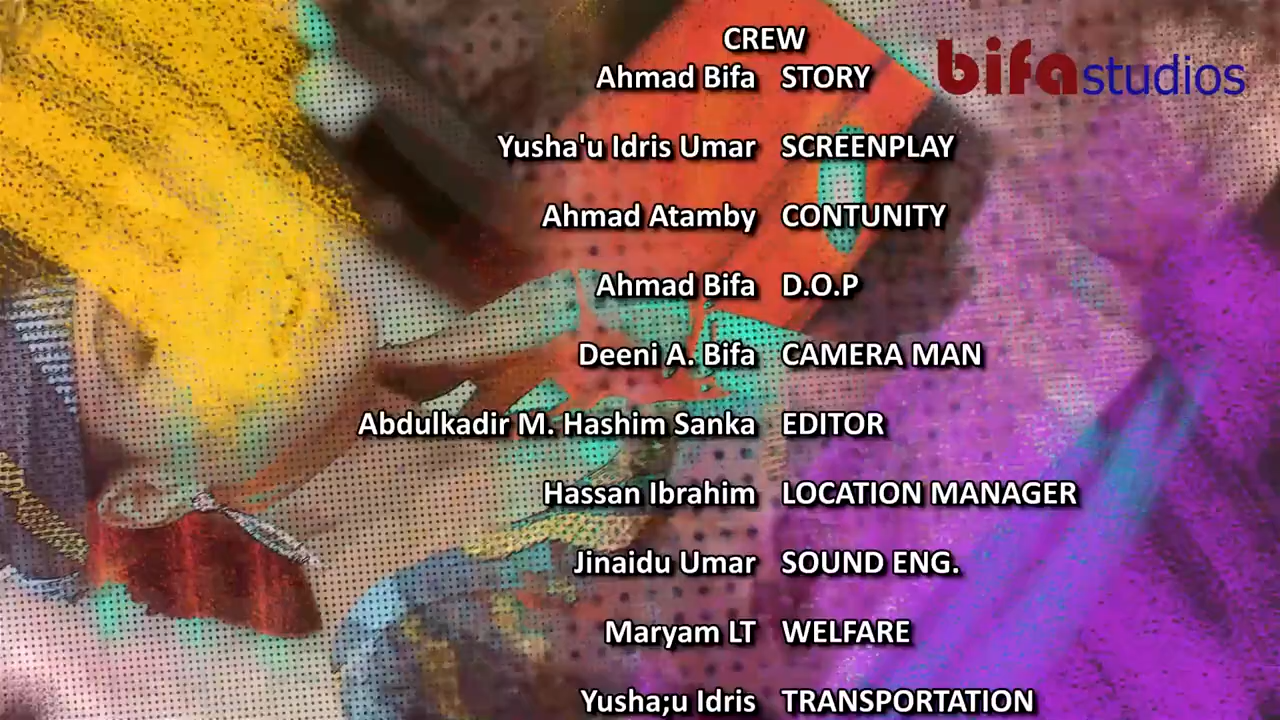 CREW
bifastudios
Ahmad Bifa STORY
Yusha'u Idris Umar SCREENPLAY
Ahmad Atamby CONTUNITY
Ahmad Bifa D.O.P
Deeni A. Bifa CAMERA MAN
Abdulkadir M. Hashim Sanka EDITOR
Hassan Ibrahim LOCATION MANAGER
Jinaidu Umar SOUND ENG.
Maryam LT WELFARE
Yusha;u Idris TRANSPORTATION